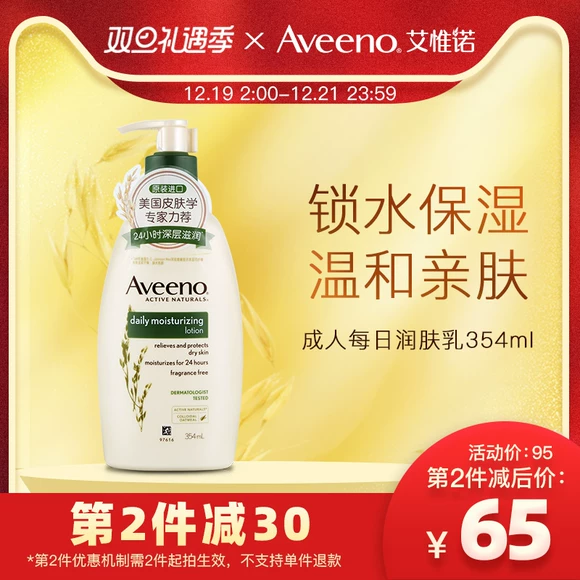 双旦礼遇季 × Aveeno® 艾惟诺
12.19 2:00–12.21 23:59
原装进口
美国皮肤学
专家力荐
24小时深层滋润
Aveeno®
ACTIVE NATURALS®
daily moisturizing
lotion
relieves and protects
dry skin
moisturizes for 24 hours
fragrance free
DERMATOLOGIST
TESTED
ACTIVE NATURALS®
COLLOIDAL
OATMEAL
97616
354mL
锁水保湿
温和亲肤
成人每日润肤乳354ml
活动价: 95
第2件减后价:
¥65
第2件减30
*第2件优惠机制需2件起拍生效，不支持单件退款